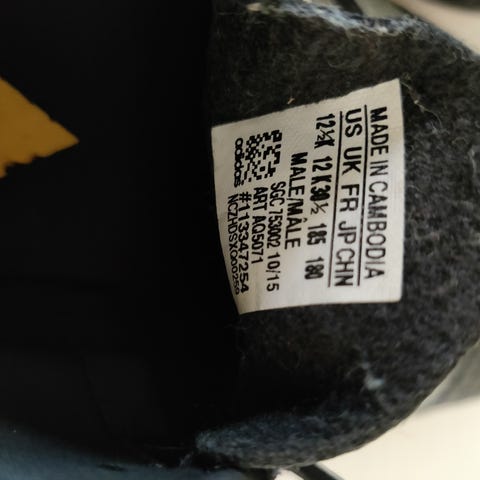 MADE IN CAMBODIA
US UK FR JP CHN
12½K 12K 30½ 185 180
MALE/MÂLE
SGC 753002 10/15
ART AQ5071
#113347254
NCZHDSXQ00259
adidas